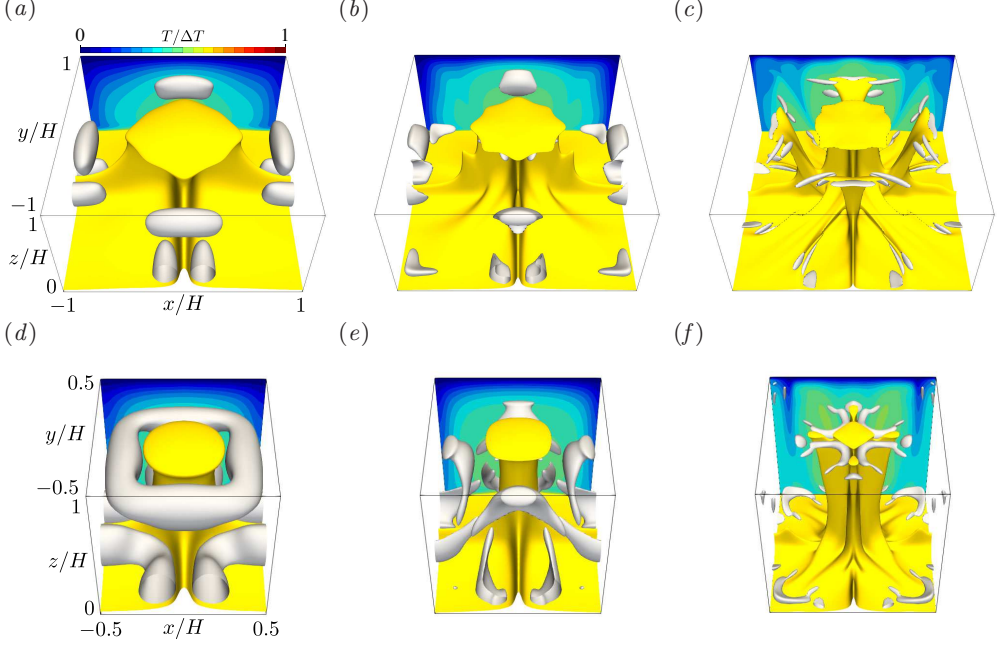 (a)
(b)
(c)
0 T/ΔT 1
1
y/H
−1
1
z/H
0
−1 x/H 1
(d)
(e)
(f)
0.5
y/H
−0.5
1
z/H
0
−0.5 x/H 0.5